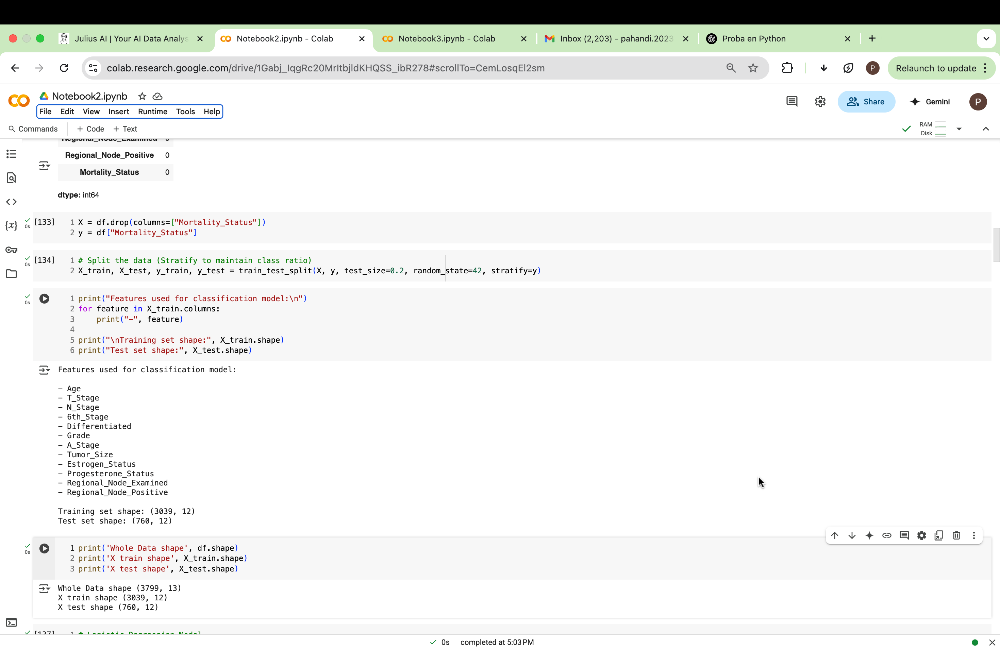 Julius AI | Your AI Data Analys
Notebook2.ipynb - Colab
Notebook3.ipynb - Colab
Inbox (2,203) - pahandi.2023
Proba en Python
colab.research.google.com/drive/1Gabj_IqgRc20MrItbjldKHQSS_ibR278#scrollTo=CemLosqEl2sm
P
Relaunch to update
Notebook2.ipynb
File Edit View Insert Runtime Tools Help
Share
Gemini
P
Commands + Code + Text
RAM
Disk
Regional_Node_Examined 0
Regional_Node_Positive 0
Mortality_Status 0
dtype: int64
[133] 1 X = df.drop(columns=["Mortality_Status"])
0s 2 y = df["Mortality_Status"]
[134] 1 # Split the data (Stratify to maintain class ratio)
0s 2 X_train, X_test, y_train, y_test = train_test_split(X, y, test_size=0.2, random_state=42, stratify=y)
1 print("Features used for classification model:\n")
0s 2 for feature in X_train.columns:
3 print("-", feature)
4
5 print("\nTraining set shape:", X_train.shape)
6 print("Test set shape:", X_test.shape)
Features used for classification model:
- Age
- T_Stage
- N_Stage
- 6th_Stage
- Differentiated
- Grade
- A_Stage
- Tumor_Size
- Estrogen_Status
- Progesterone_Status
- Regional_Node_Examined
- Regional_Node_Positive
Training set shape: (3039, 12)
Test set shape: (760, 12)
1 print('Whole Data shape', df.shape)
0s 2 print('X train shape', X_train.shape)
3 print('X test shape', X_test.shape)
Whole Data shape (3799, 13)
X train shape (3039, 12)
X test shape (760, 12)
[137] 1 # Logistic Regression Model
0s completed at 5:03 PM